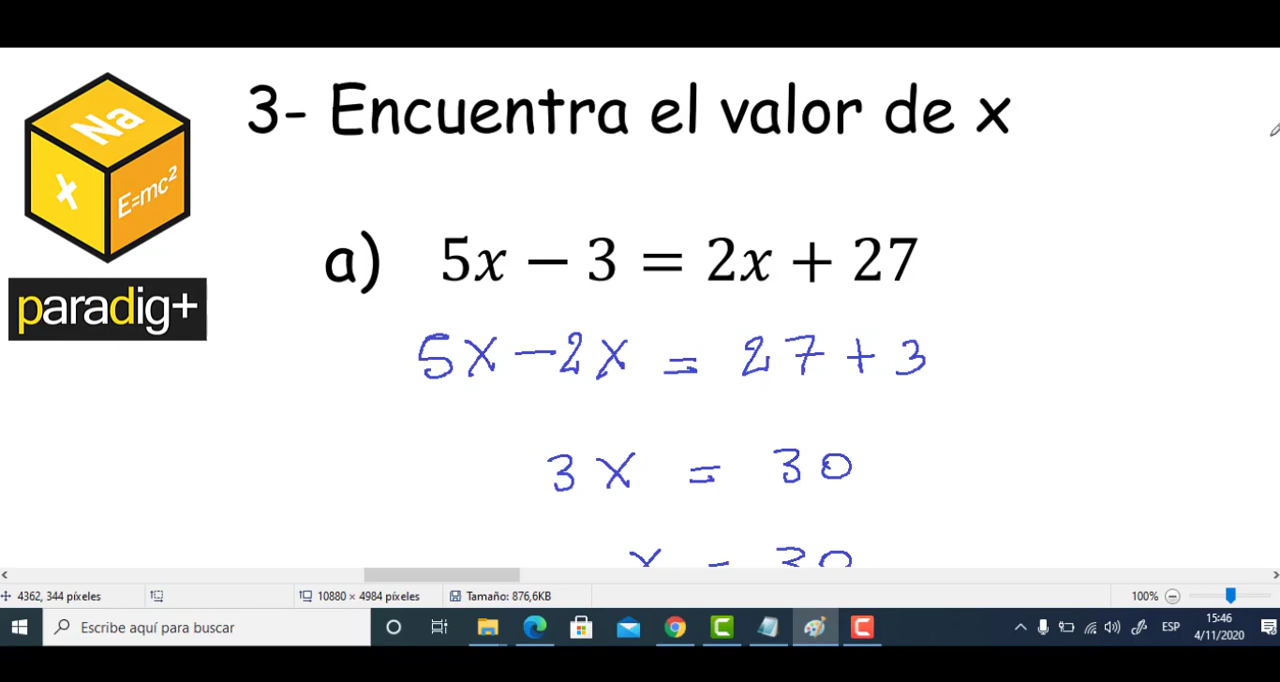 3- Encuentra el valor de x
Na
x
E=mc²
paradig+
a) 5x − 3 = 2x + 27
5x − 2x = 27 + 3
3x = 30
x = 30
4362, 344 píxeles
10880 × 4984 píxeles
Tamaño: 876,6KB
100%
Escribe aquí para buscar
ESP
15:46
4/11/2020